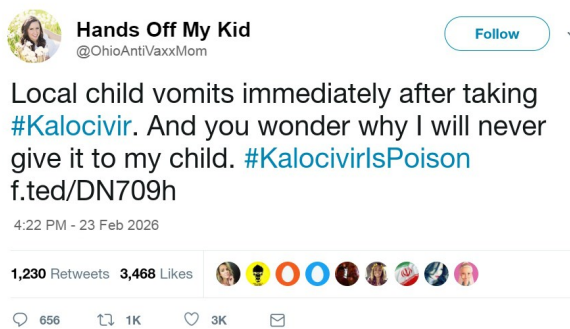 Hands Off My Kid
@OhioAntiVaxxMom
Follow
Local child vomits immediately after taking
#Kalocivir. And you wonder why I will never
give it to my child. #KalocivirIsPoison
f.ted/DN709h
4:22 PM - 23 Feb 2026
1,230 Retweets 3,468 Likes
656 1K 3K